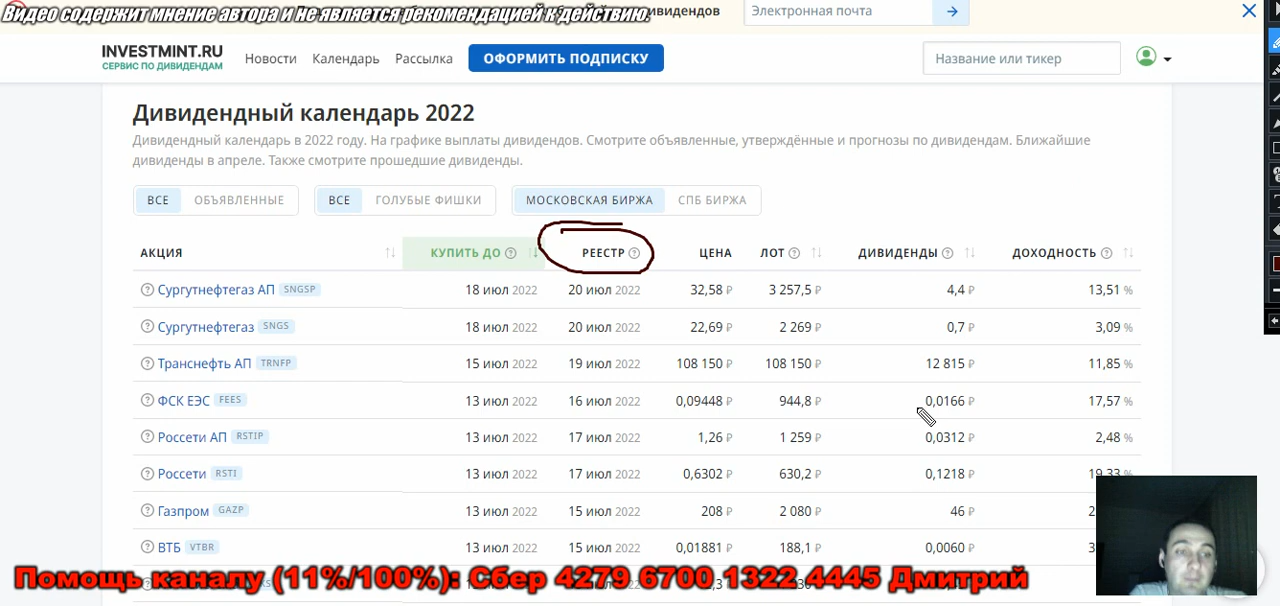 Видео содержит мнение автора и Не является рекомендацией к действию.
ивидендов
Электронная почта
INVESTMINT.RU
СЕРВИС ПО ДИВИДЕНДАМ
Новости Календарь Рассылка ОФОРМИТЬ ПОДПИСКУ Название или тикер
Дивидендный календарь 2022
Дивидендный календарь в 2022 году. На графике выплаты дивидендов. Смотрите объявленные, утверждённые и прогнозы по дивидендам. Ближайшие
дивиденды в апреле. Также смотрите прошедшие дивиденды.
ВСЕ ОБЪЯВЛЕННЫЕ ВСЕ ГОЛУБЫЕ ФИШКИ МОСКОВСКАЯ БИРЖА СПБ БИРЖА
АКЦИЯ КУПИТЬ ДО РЕЕСТР ЦЕНА ЛОТ ДИВИДЕНДЫ ДОХОДНОСТЬ
Сургутнефтегаз АП SNGSP 18 июл 2022 20 июл 2022 32,58 ₽ 3 257,5 ₽ 4,4 ₽ 13,51 %
Сургутнефтегаз SNGS 18 июл 2022 20 июл 2022 22,69 ₽ 2 269 ₽ 0,7 ₽ 3,09 %
Транснефть АП TRNFP 15 июл 2022 19 июл 2022 108 150 ₽ 108 150 ₽ 12 815 ₽ 11,85 %
ФСК ЕЭС FEES 13 июл 2022 16 июл 2022 0,09448 ₽ 944,8 ₽ 0,0166 ₽ 17,57 %
Россети АП RSTIP 13 июл 2022 17 июл 2022 1,26 ₽ 1 259 ₽ 0,0312 ₽ 2,48 %
Россети RSTI 13 июл 2022 17 июл 2022 0,6302 ₽ 630,2 ₽ 0,1218 ₽ 19,33 %
Газпром GAZP 13 июл 2022 15 июл 2022 208 ₽ 2 080 ₽ 46 ₽
ВТБ VTBR 13 июл 2022 15 июл 2022 0,01881 ₽ 188,1 ₽ 0,0060 ₽
Помощь каналу (11%/100%): Сбер 4279 6700 1322 4445 Дмитрий